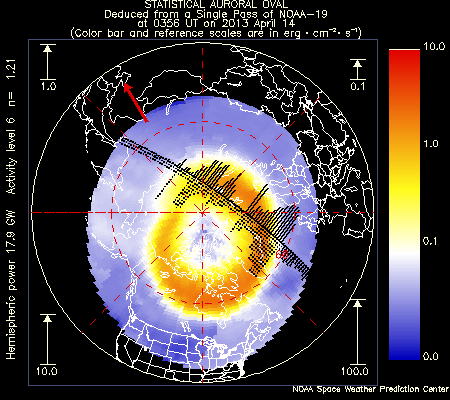 STATISTICAL AURORAL OVAL
Deduced from a Single Pass of NOAA-19
at 0356 UT on 2013 April 14
(Color bar and reference scales are in erg · cm⁻² · s⁻¹)
Hemispheric power 17.9 GW   Activity level 6   n=   1.21
1.0
0.1
10.0
100.0
10.0
1.0
0.1
0.0
NOAA Space Weather Prediction Center